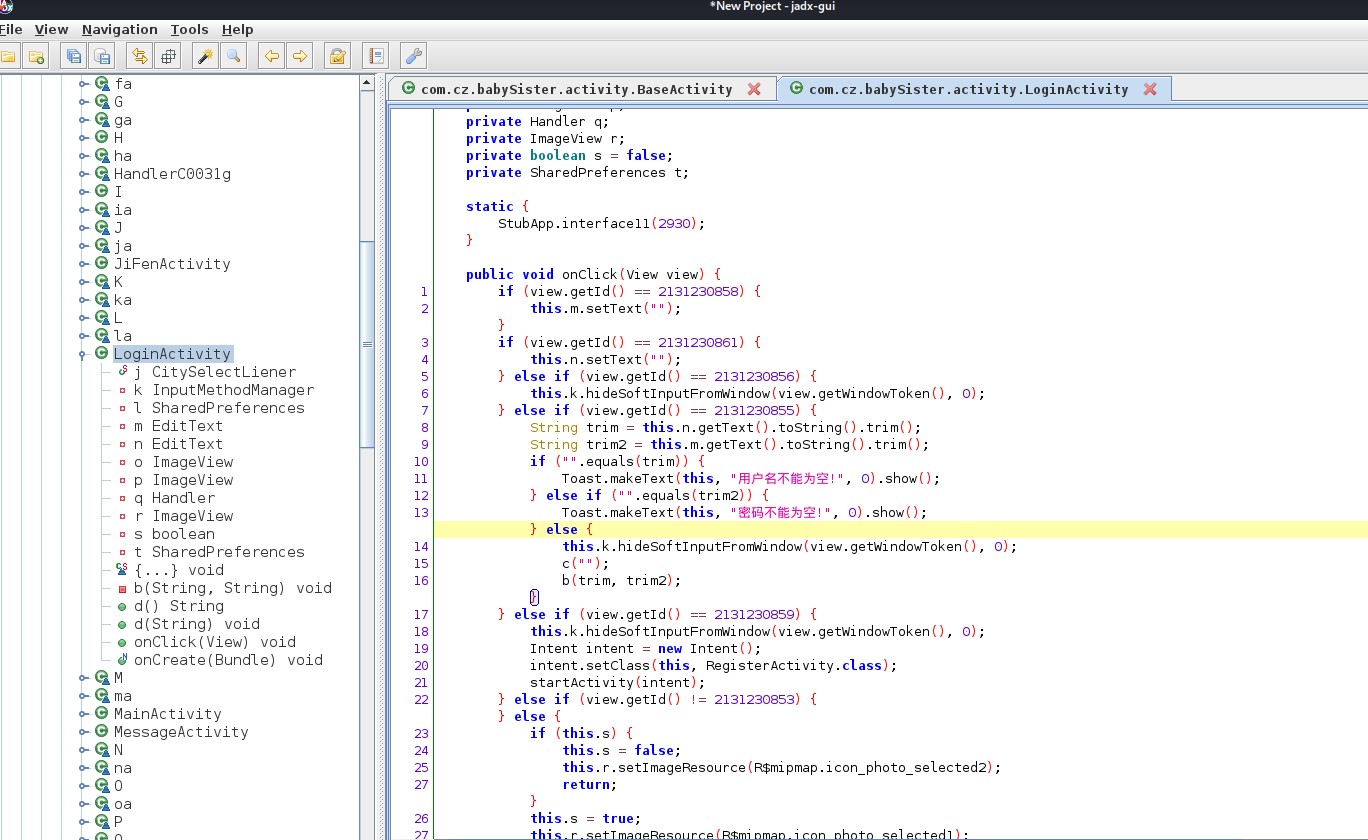 *New Project - jadx-gui
File View Navigation Tools Help
fa
G
ga
H
ha
HandlerC0031g
I
ia
J
ja
JiFenActivity
K
ka
L
la
LoginActivity
j CitySelectLiener
k InputMethodManager
l SharedPreferences
m EditText
n EditText
o ImageView
p ImageView
q Handler
r ImageView
s boolean
t SharedPreferences
{...} void
b(String, String) void
d() String
d(String) void
onClick(View) void
onCreate(Bundle) void
M
ma
MainActivity
MessageActivity
N
na
O
oa
P
com.cz.babySister.activity.BaseActivity
com.cz.babySister.activity.LoginActivity
private Handler q;
private ImageView r;
private boolean s = false;
private SharedPreferences t;
static {
StubApp.interface11(2930);
}
public void onClick(View view) {
1 if (view.getId() == 2131230858) {
2 this.m.setText("");
}
3 if (view.getId() == 2131230861) {
4 this.n.setText("");
5 } else if (view.getId() == 2131230856) {
6 this.k.hideSoftInputFromWindow(view.getWindowToken(), 0);
7 } else if (view.getId() == 2131230855) {
8 String trim = this.n.getText().toString().trim();
9 String trim2 = this.m.getText().toString().trim();
10 if ("".equals(trim)) {
11 Toast.makeText(this, "用户名不能为空!", 0).show();
12 } else if ("".equals(trim2)) {
13 Toast.makeText(this, "密码不能为空!", 0).show();
} else {
14 this.k.hideSoftInputFromWindow(view.getWindowToken(), 0);
15 c("");
16 b(trim, trim2);
}
17 } else if (view.getId() == 2131230859) {
18 this.k.hideSoftInputFromWindow(view.getWindowToken(), 0);
19 Intent intent = new Intent();
20 intent.setClass(this, RegisterActivity.class);
21 startActivity(intent);
22 } else if (view.getId() != 2131230853) {
} else {
23 if (this.s) {
24 this.s = false;
25 this.r.setImageResource(R$mipmap.icon_photo_selected2);
27 return;
}
26 this.s = true;
27 this.r.setImageResource(R$mipmap.icon_photo_selected1);